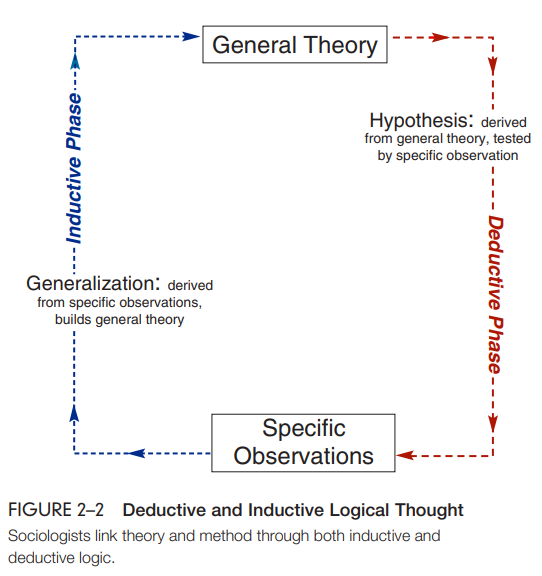 General Theory
Hypothesis: derived
from general theory, tested
by specific observation
Inductive Phase
Deductive Phase
Generalization: derived
from specific observations,
builds general theory
Specific
Observations
FIGURE 2–2 Deductive and Inductive Logical Thought
Sociologists link theory and method through both inductive and
deductive logic.